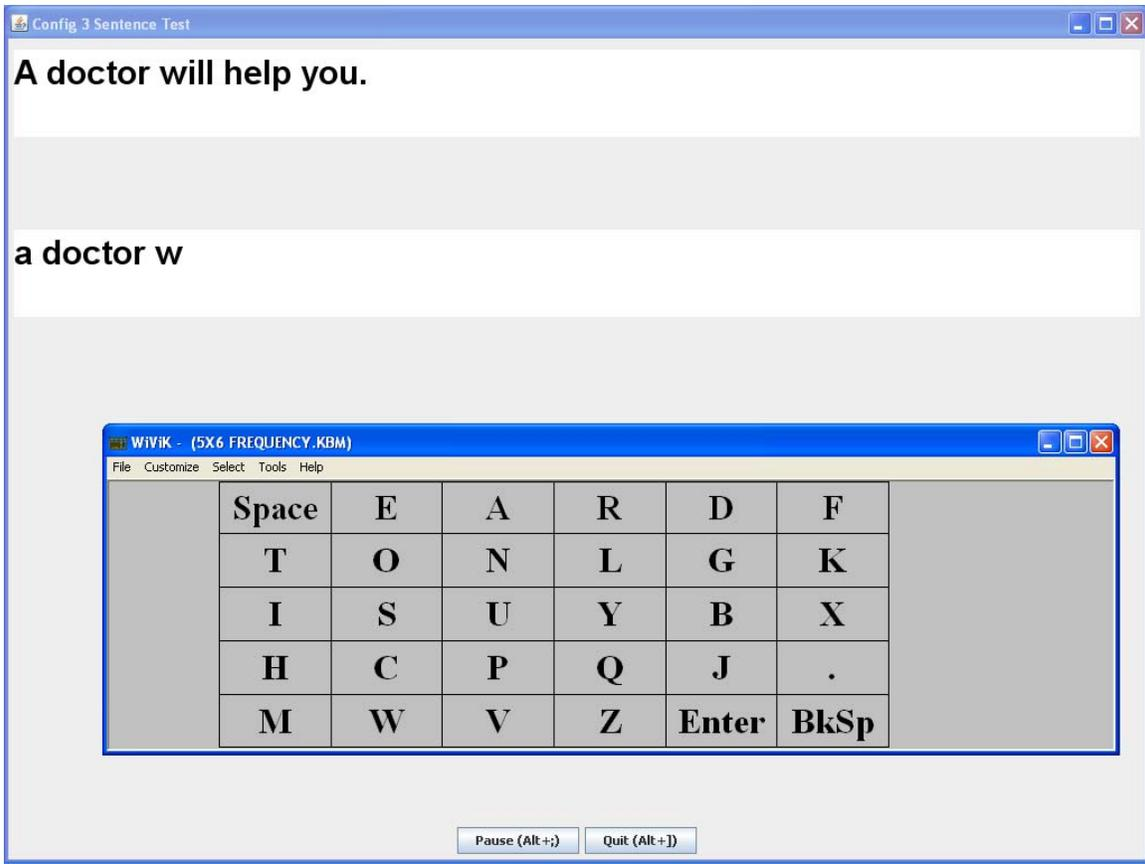 Config 3 Sentence Test
A doctor will help you.
a doctor w
WiViK - (5X6 FREQUENCY.KBM)
File Customize Select Tools Help
Space E A R D F
T O N L G K
I S U Y B X
H C P Q J .
M W V Z Enter BkSp
Pause (Alt+;) Quit (Alt+])